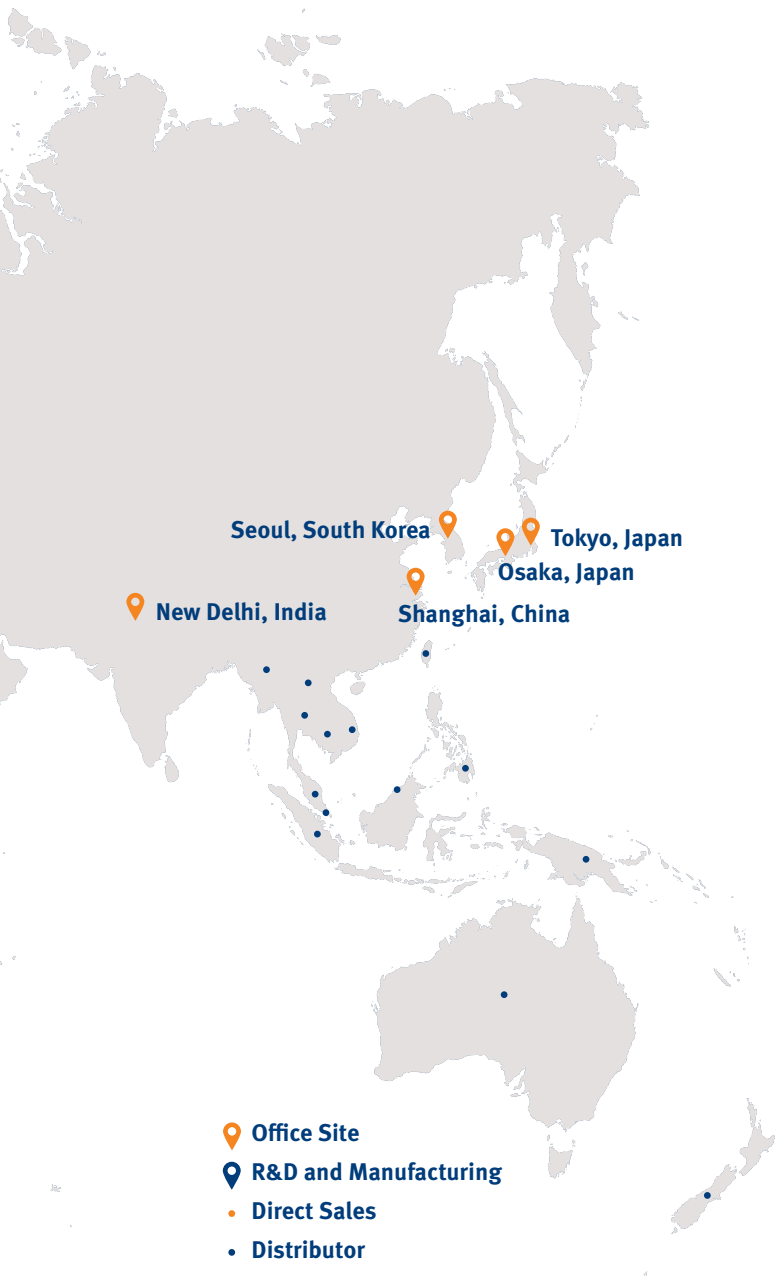 Seoul, South Korea
Tokyo, Japan
Osaka, Japan
New Delhi, India
Shanghai, China
Office Site
R&D and Manufacturing
Direct Sales
Distributor